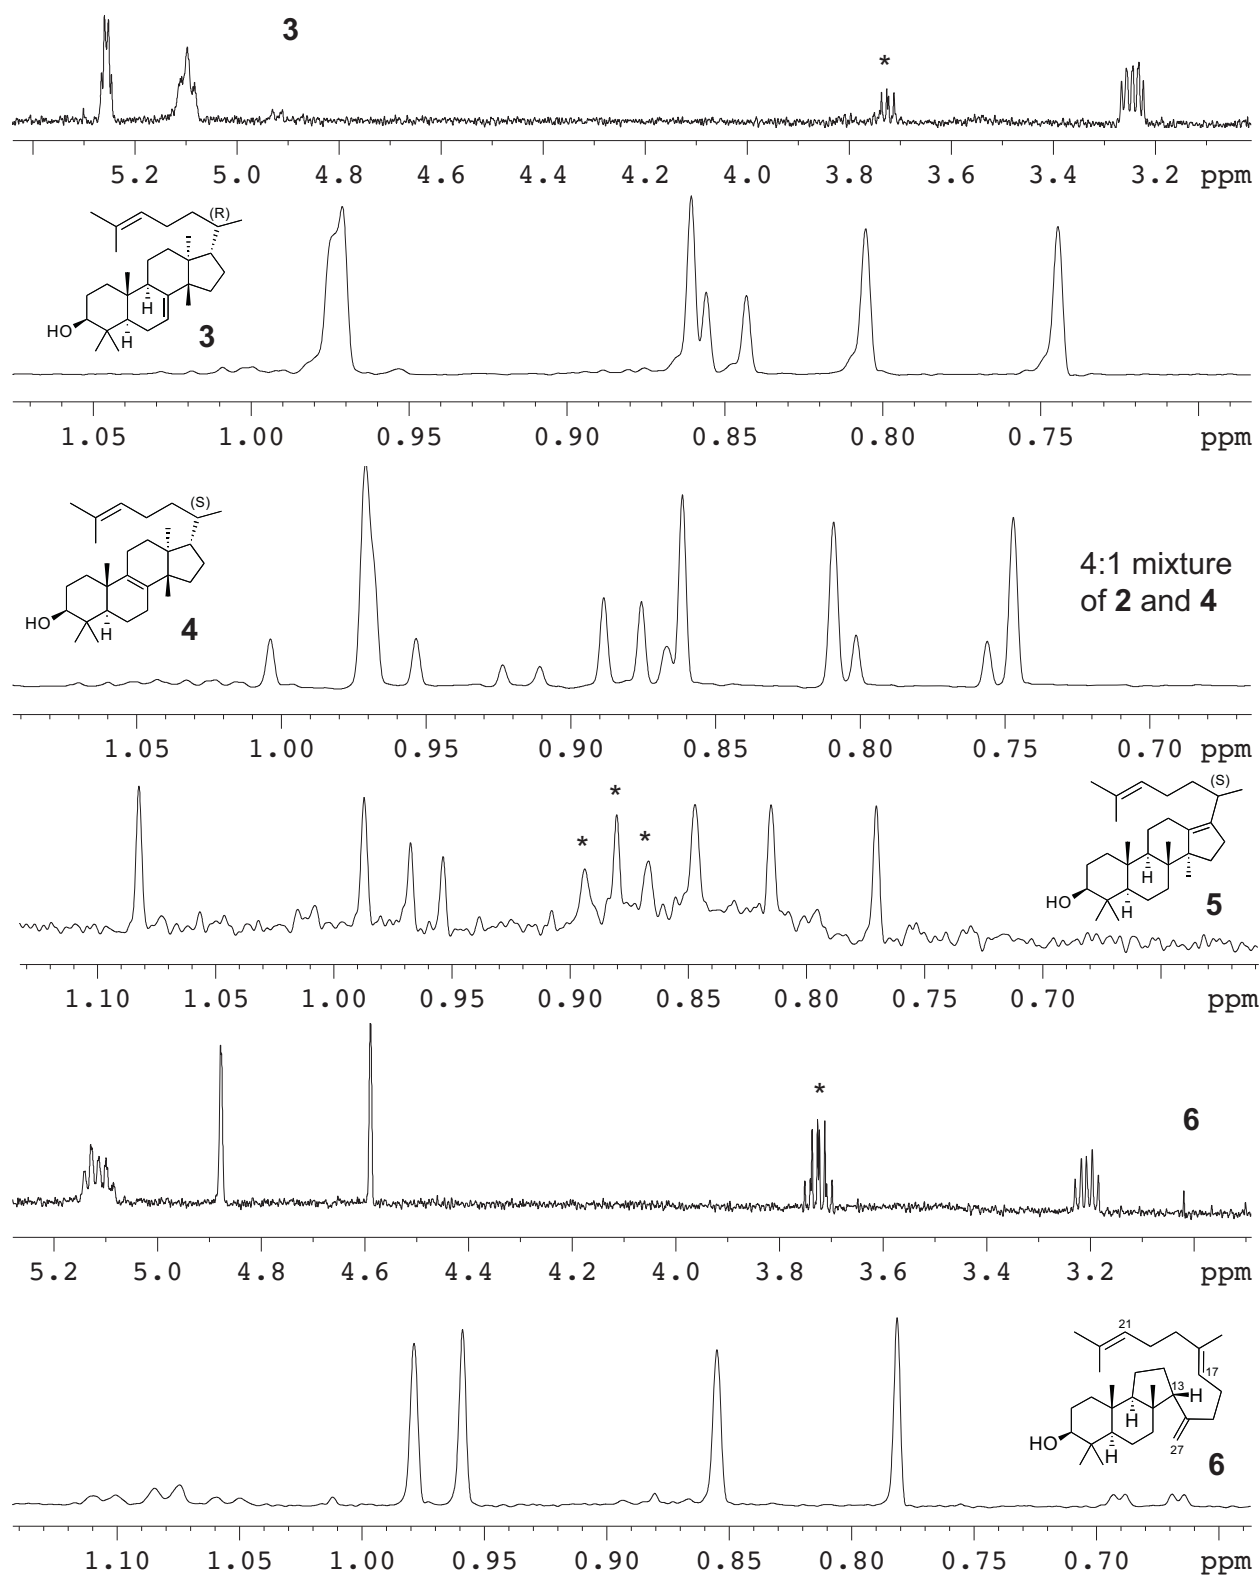 3
*
5.2 5.0 4.8 4.6 4.4 4.2 4.0 3.8 3.6 3.4 3.2 ppm
(R)
H
HO
H
3
1.05 1.00 0.95 0.90 0.85 0.80 0.75 ppm
(S)
4:1 mixture
of 2 and 4
HO
H
4
1.05 1.00 0.95 0.90 0.85 0.80 0.75 0.70 ppm
(S)
* * *
H
HO
H
5
1.10 1.05 1.00 0.95 0.90 0.85 0.80 0.75 0.70 ppm
*
6
5.2 5.0 4.8 4.6 4.4 4.2 4.0 3.8 3.6 3.4 3.2 ppm
21
17
13
H
H
27
HO
H
6
1.10 1.05 1.00 0.95 0.90 0.85 0.80 0.75 0.70 ppm